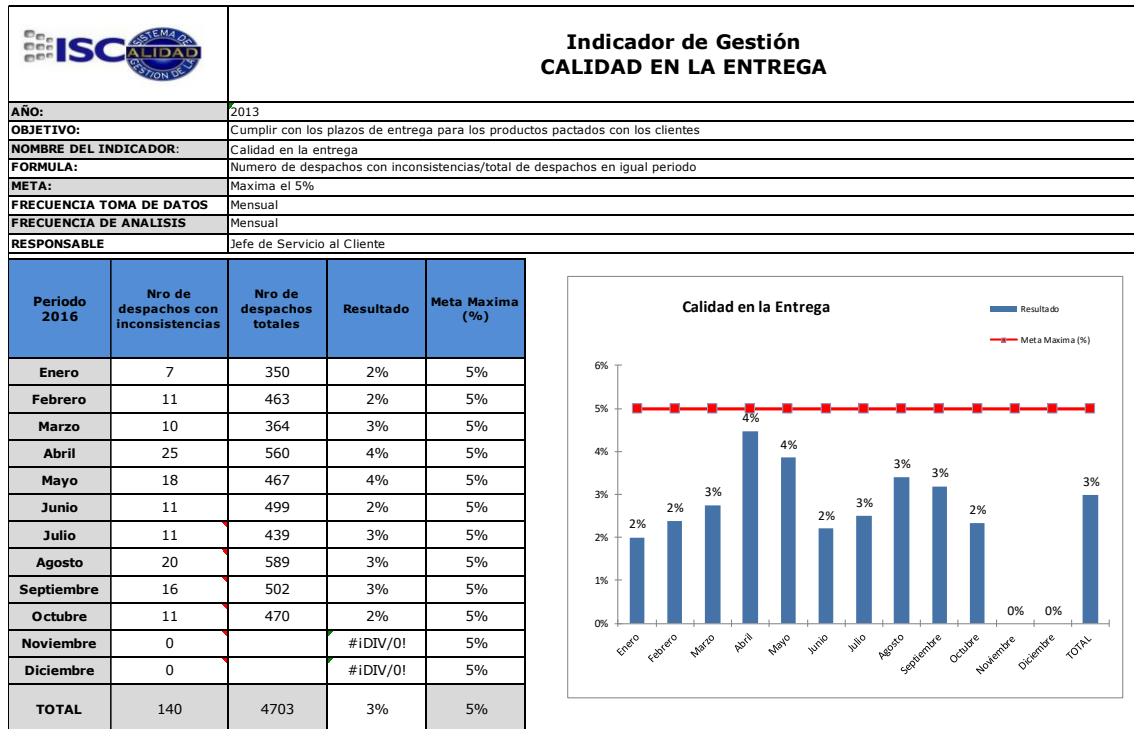 ISC
SISTEMA DE
CALIDAD
GESTION DE LA
Indicador de Gestión
CALIDAD EN LA ENTREGA
AÑO: 2013
OBJETIVO: Cumplir con los plazos de entrega para los productos pactados con los clientes
NOMBRE DEL INDICADOR: Calidad en la entrega
FORMULA: Numero de despachos con inconsistencias/total de despachos en igual periodo
META: Maxima el 5%
FRECUENCIA TOMA DE DATOS Mensual
FRECUENCIA DE ANALISIS Mensual
RESPONSABLE Jefe de Servicio al Cliente
Periodo
2016
Nro de
despachos con
inconsistencias
Nro de
despachos
totales
Resultado
Meta Maxima
(%)
Enero 7 350 2% 5%
Febrero 11 463 2% 5%
Marzo 10 364 3% 5%
Abril 25 560 4% 5%
Mayo 18 467 4% 5%
Junio 11 499 2% 5%
Julio 11 439 3% 5%
Agosto 20 589 3% 5%
Septiembre 16 502 3% 5%
Octubre 11 470 2% 5%
Noviembre 0 #¡DIV/0! 5%
Diciembre 0 #¡DIV/0! 5%
TOTAL 140 4703 3% 5%
Calidad en la Entrega
Resultado
Meta Maxima (%)
6%
5%
4%
3%
2%
1%
0%
2% 2% 3% 4% 4% 2% 3% 3% 3% 2% 0% 0% 3%
Enero Febrero Marzo Abril Mayo Junio Julio Agosto Septiembre Octubre Noviembre Diciembre TOTAL